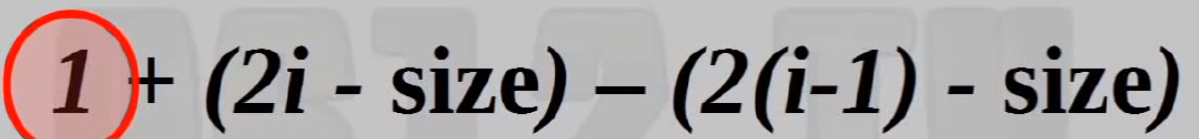 1 + (2i - size) – (2(i-1) - size)